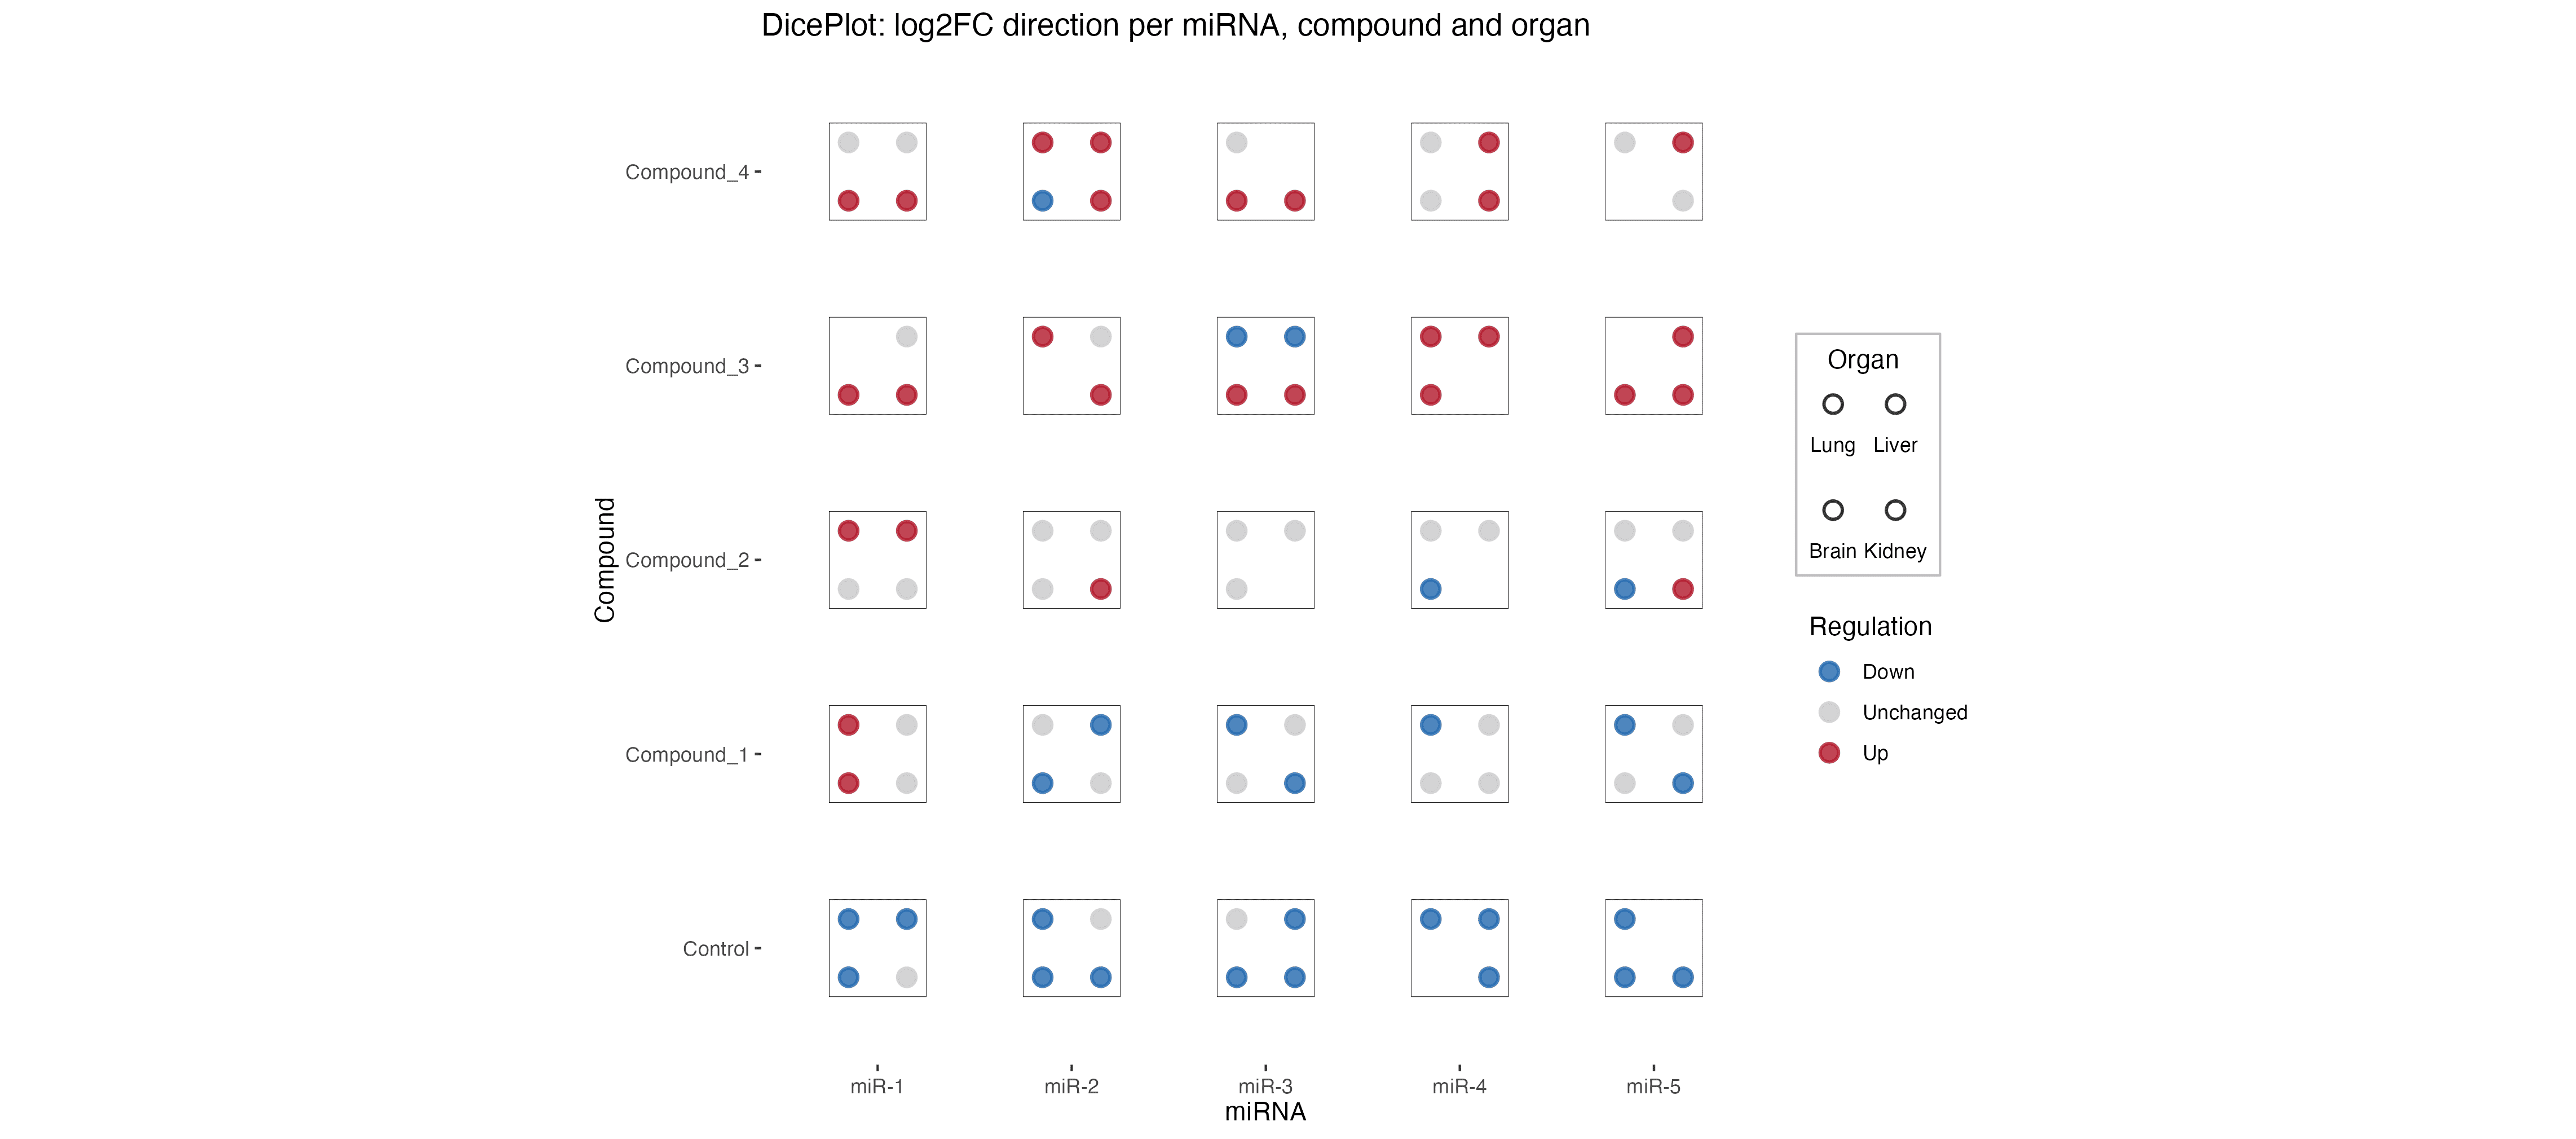 DicePlot: log2FC direction per miRNA, compound and organ
Compound_4
Compound_3
Compound_2
Compound_1
Control
Compound
miR-1
miR-2
miR-3
miR-4
miR-5
miRNA
Organ
Lung Liver
Brain Kidney
Regulation
Down
Unchanged
Up